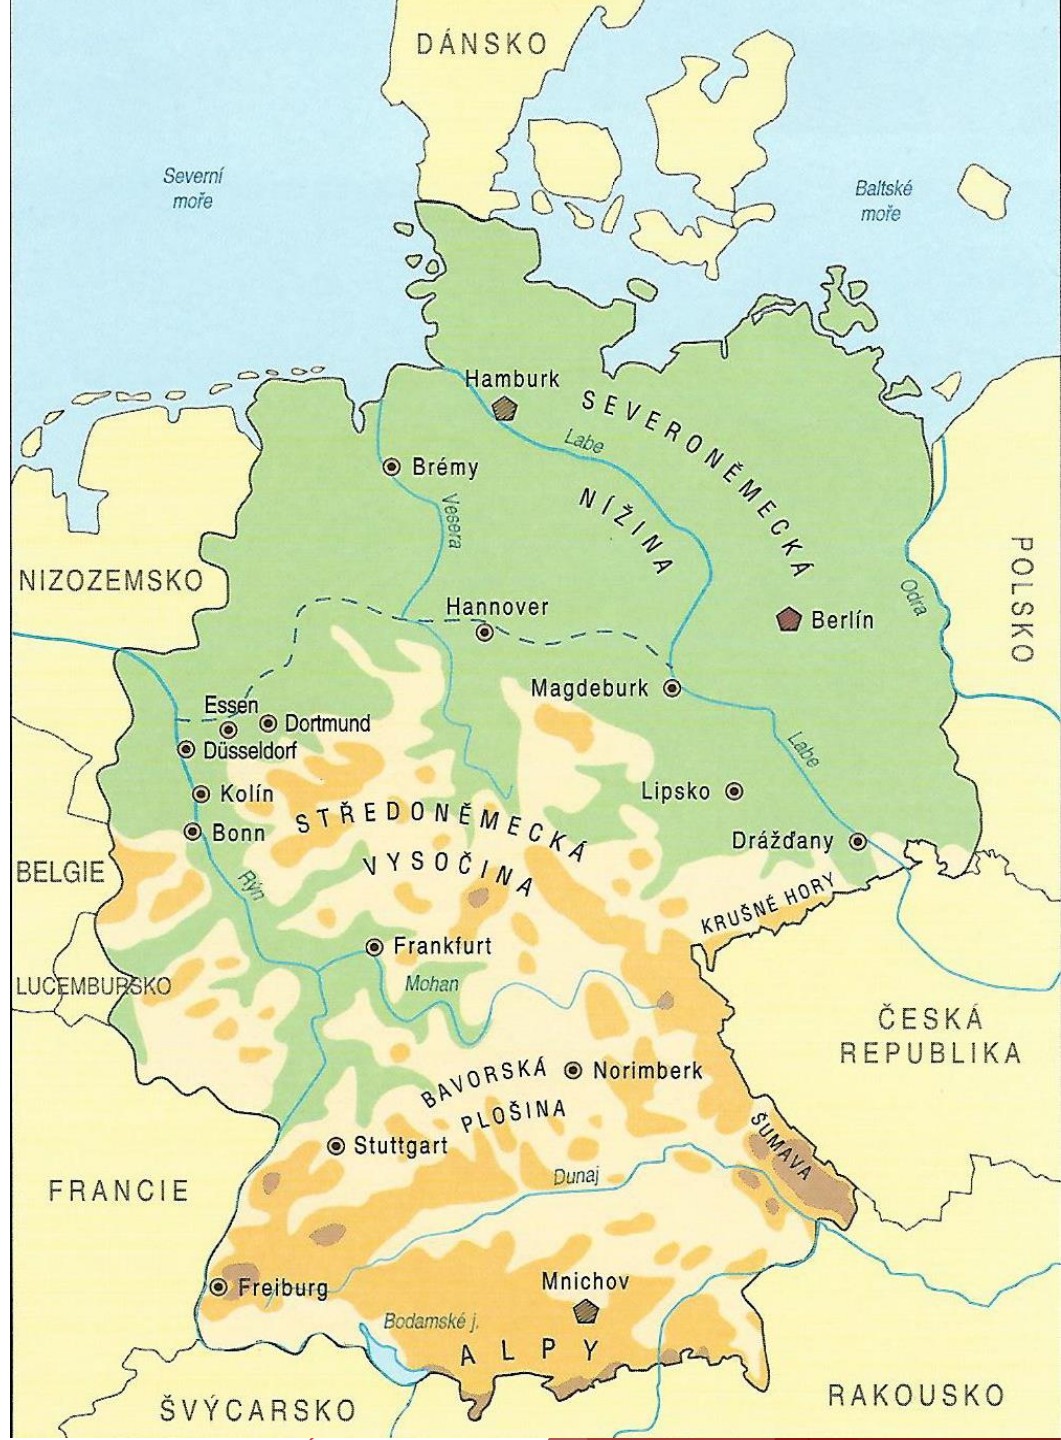 DÁNSKO
Severní
moře
Baltské
moře
Hamburk
SEVERONĚMECKÁ
NÍŽINA
Labe
Brémy
Vesera
NIZOZEMSKO
POLSKO
Odra
Hannover
Berlín
Magdeburk
Essen
Dortmund
Düsseldorf
Labe
Kolín
Lipsko
STŘEDONĚMECKÁ
VYSOČINA
Bonn
Drážďany
BELGIE
Rýn
KRUŠNÉ HORY
Frankfurt
Mohan
LUCEMBURSKO
ČESKÁ
REPUBLIKA
BAVORSKÁ
PLOŠINA
Norimberk
ŠUMAVA
Stuttgart
Dunaj
FRANCIE
Freiburg
Mnichov
Bodamské j.
ALPY
ŠVÝCARSKO
RAKOUSKO